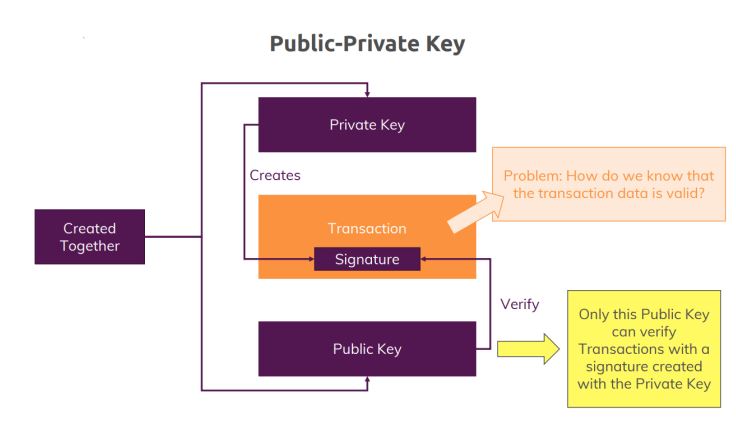 Public-Private Key
Private Key
Creates
Problem: How do we know that
the transaction data is valid?
Transaction
Created
Together
Signature
Verify
Public Key
Only this Public Key
can verify
Transactions with a
signature created
with the Private Key